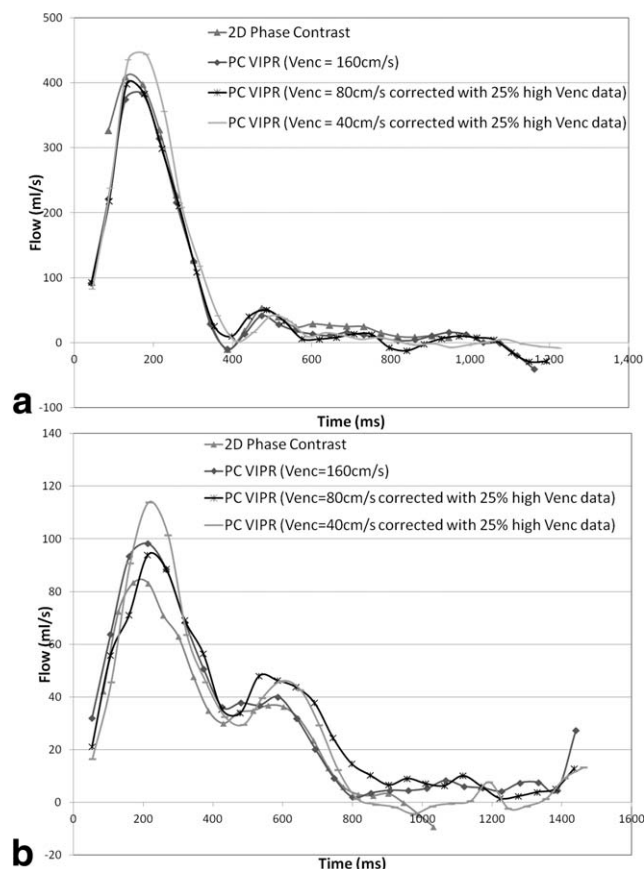 500
2D Phase Contrast
PC VIPR (Venc = 160cm/s)
400
PC VIPR (Venc = 80cm/s corrected with 25% high Venc data)
PC VIPR (Venc = 40cm/s corrected with 25% high Venc data)
300
Flow (ml/s)
200
100
0
0 200 400 600 800 1,000 1,200 1,400
-100
a
Time (ms)
140
2D Phase Contrast
120
PC VIPR (Venc=160cm/s)
PC VIPR (Venc=80cm/s corrected with 25% high Venc data)
100
PC VIPR (Venc=40cm/s corrected with 25% high Venc data)
80
Flow (ml/s)
60
40
20
0
0 200 400 600 800 1000 1200 1400 1600
-20
b
Time (ms)